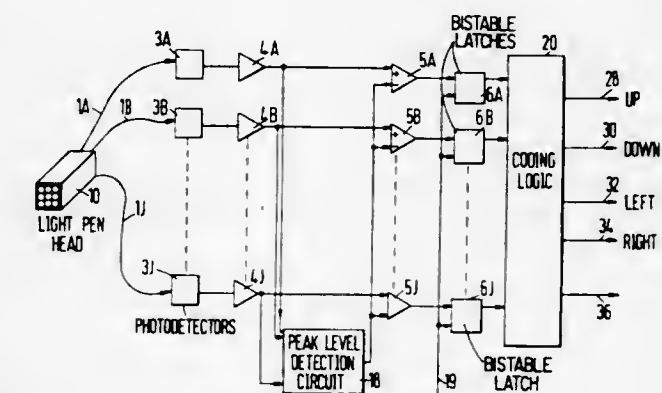 3A
4A
BISTABLE
LATCHES
20
5A
6A
28
UP
1A
1B
3B
4B
5B
6B
30
DOWN
CODING
LOGIC
32
LEFT
10
LIGHT PEN
HEAD
1J
34
RIGHT
3J
4J
5J
6J
36
PHOTODETECTORS
PEAK LEVEL
DETECTION
CIRCUIT
18
19
BISTABLE
LATCH